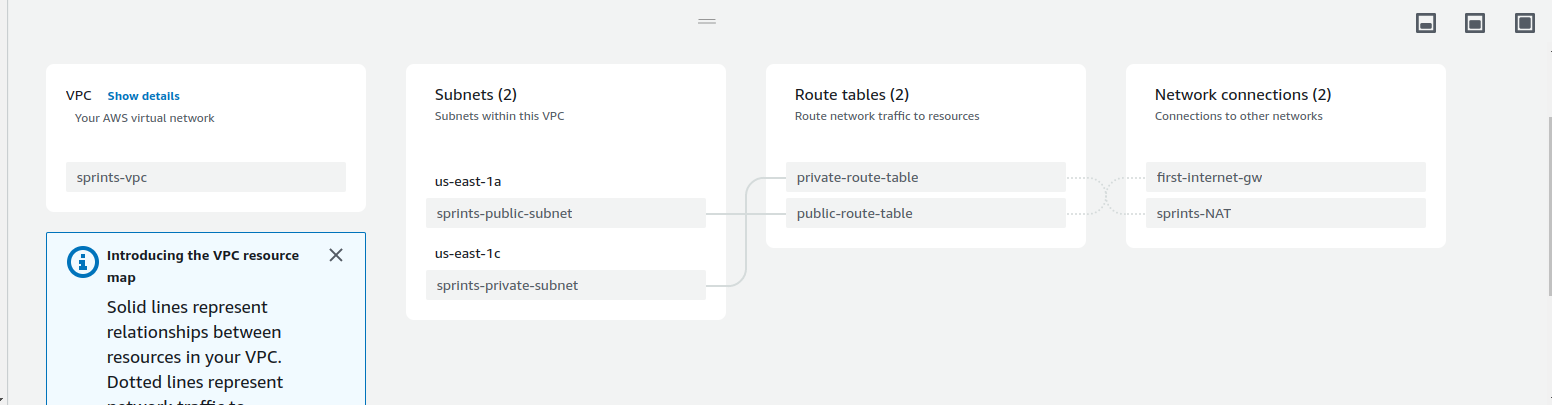 VPC Show details
Your AWS virtual network
sprints-vpc
Introducing the VPC resource
map
Solid lines represent
relationships between
resources in your VPC.
Dotted lines represent
network traffic to
Subnets (2)
Subnets within this VPC
us-east-1a
sprints-public-subnet
us-east-1c
sprints-private-subnet
Route tables (2)
Route network traffic to resources
private-route-table
public-route-table
Network connections (2)
Connections to other networks
first-internet-gw
sprints-NAT